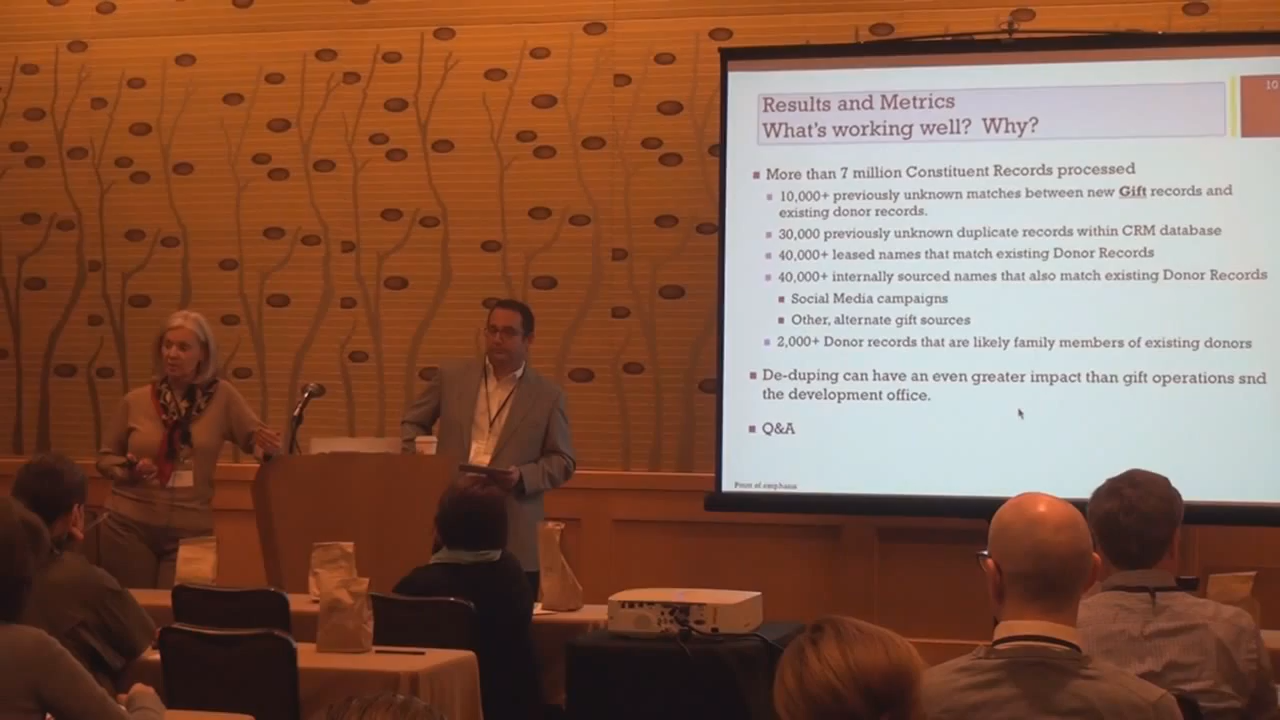 10
Results and Metrics
What's working well? Why?
More than 7 million Constituent Records processed
10,000+ previously unknown matches between new Gift records and
existing donor records.
30,000 previously unknown duplicate records within CRM database
40,000+ leased names that match existing Donor Records
40,000+ internally sourced names that also match existing Donor Records
Social Media campaigns
Other, alternate gift sources
2,000+ Donor records that are likely family members of existing donors
De-duping can have an even greater impact than gift operations snd
the development office.
Q&A
Point of emphasis